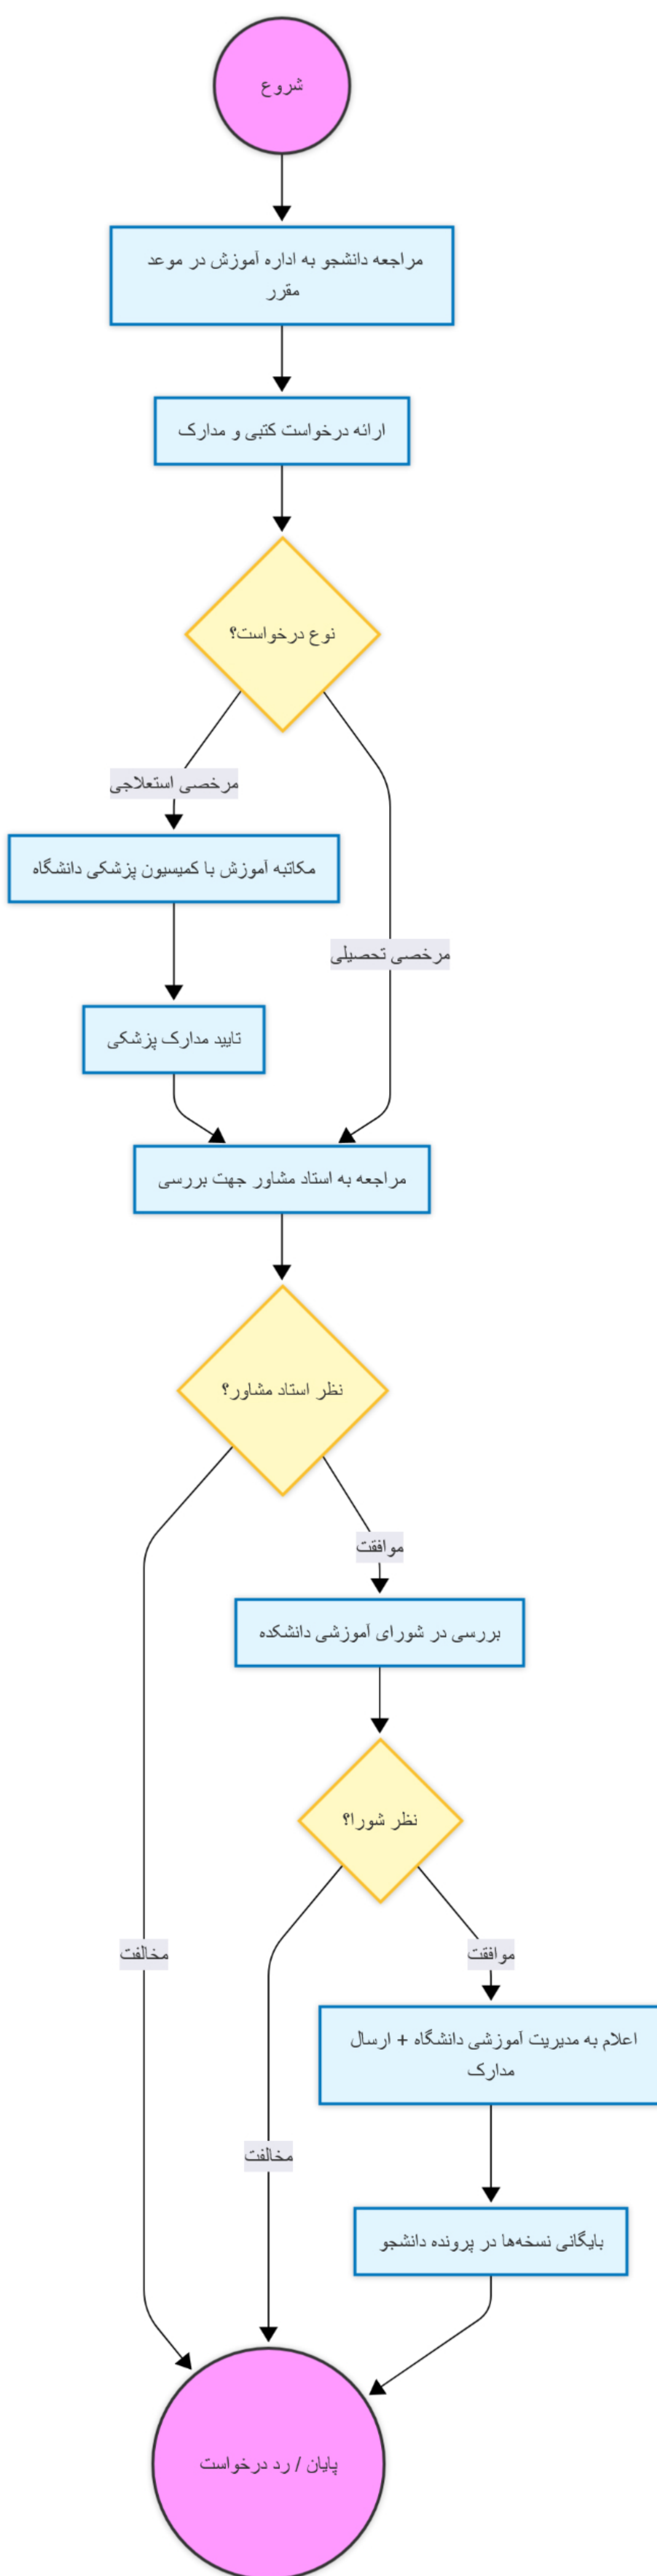 شروع
مراجعه دانشجو به اداره آموزش در موعد
مقرر
ارائه درخواست کتبی و مدارک
نوع درخواست؟
مرخصی استعلاجی
مکاتبه آموزش با کمیسیون پزشکی دانشگاه
مرخصی تحصیلی
تایید مدارک پزشکی
مراجعه به استاد مشاور جهت بررسی
نظر استاد مشاور؟
موافقت
بررسی در شورای آموزشی دانشکده
نظر شورا؟
موافقت
مخالفت
اعلام به مدیریت آموزشی دانشگاه + ارسال
مدارک
مخالفت
بایگانی نسخه‌ها در پرونده دانشجو
پایان / رد درخواست